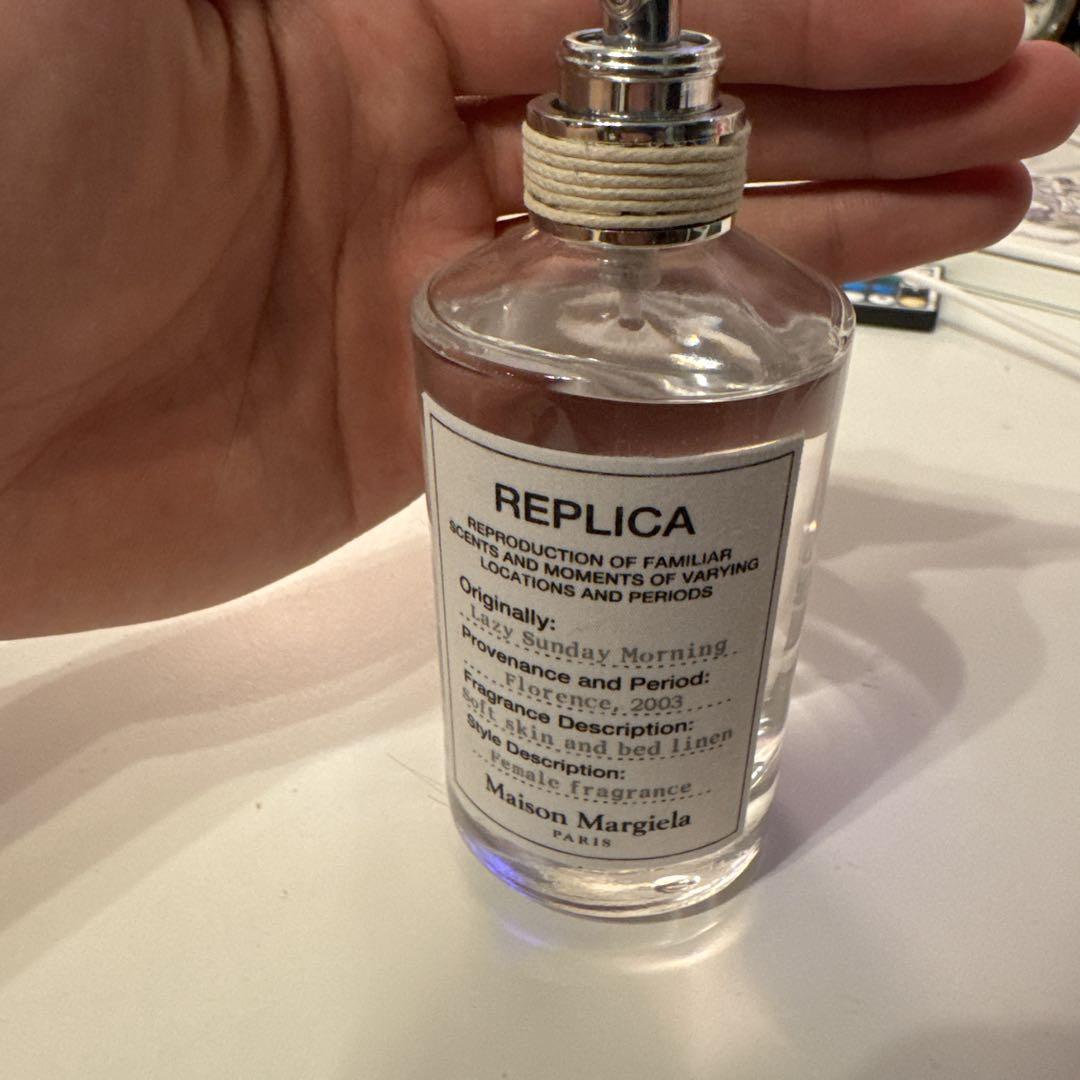 REPLICA
REPRODUCTION OF FAMILIAR
SCENTS AND MOMENTS OF VARYING
LOCATIONS AND PERIODS
Originally:
Lazy Sunday Morning
Provenance and Period:
Florence, 2003
Fragrance Description:
Soft skin and bed linen
Style Description:
Female fragrance
Maison Margiela
PARIS